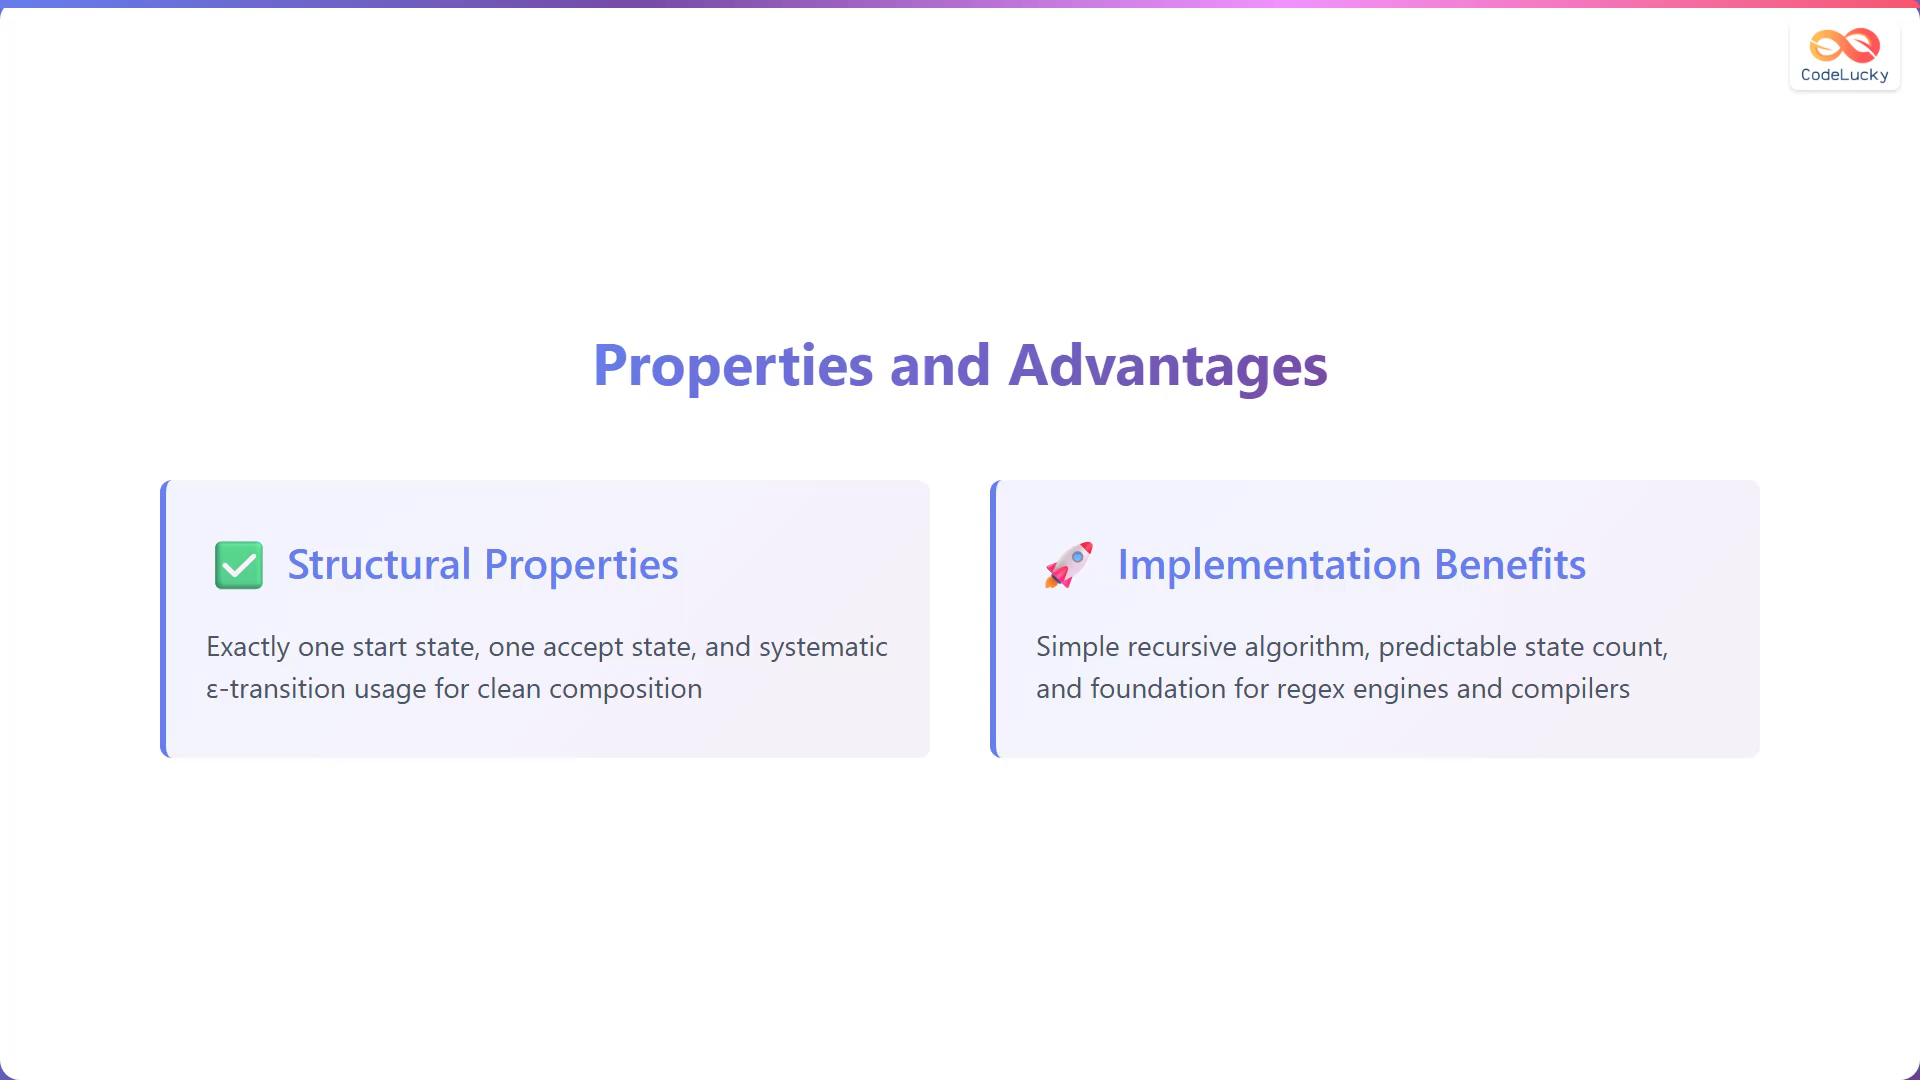 CodeLucky
Properties and Advantages
Structural Properties
Exactly one start state, one accept state, and systematic
ε-transition usage for clean composition
Implementation Benefits
Simple recursive algorithm, predictable state count,
and foundation for regex engines and compilers